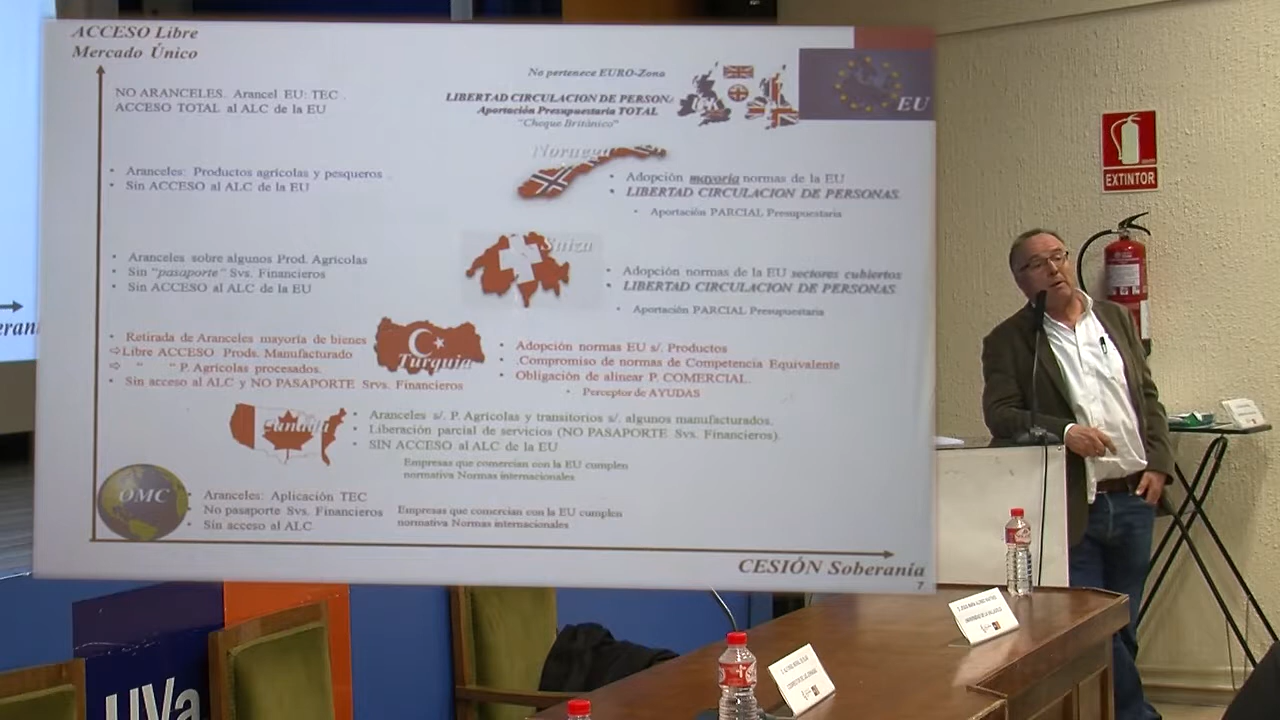 ACCESO Libre
Mercado Único
NO ARANCELES. Arancel EU: TEC.
ACCESO TOTAL al ALC de la EU
No pertenece EURO-Zona
LIBERTAD CIRCULACION DE PERSON
Aportación Presupuestaria TOTAL
"Cheque Británico"
UK
EU
Noruega
Aranceles: Productos agrícolas y pesqueros
Sin ACCESO al ALC de la EU
Adopción mayoría normas de la EU
LIBERTAD CIRCULACION DE PERSONAS.
Aportación PARCIAL Presupuestaria
Suiza
Aranceles sobre algunos Prod. Agrícolas
Sin "pasaporte" Svs. Financieros
Sin ACCESO al ALC de la EU
Adopción normas de la EU sectores cubiertos
LIBERTAD CIRCULACION DE PERSONAS.
Aportación PARCIAL Presupuestaria
Retirada de Aranceles mayoría de bienes
⇨Libre ACCESO Prods. Manufacturado
⇨ " " P. Agrícolas procesados.
Sin acceso al ALC y NO PASAPORTE Srvs. Financieros
Turquía
Adopción normas EU s/. Productos
.Compromiso de normas de Competencia Equivalente
Obligación de alinear P. COMERCIAL.
Perceptor de AYUDAS
Canadá
Aranceles s/. P. Agrícolas y transitorios s/. algunos manufacturados.
Liberación parcial de servicios (NO PASAPORTE Svs. Financieros).
SIN ACCESO al ALC de la EU
Empresas que comercian con la EU cumplen
normativa Normas internacionales
OMC
Aranceles: Aplicación TEC
No pasaporte Svs. Financieros
Sin acceso al ALC
Empresas que comercian con la EU cumplen
normativa Normas internacionales
CESIÓN Soberanía
7
EXTINTOR
UVa